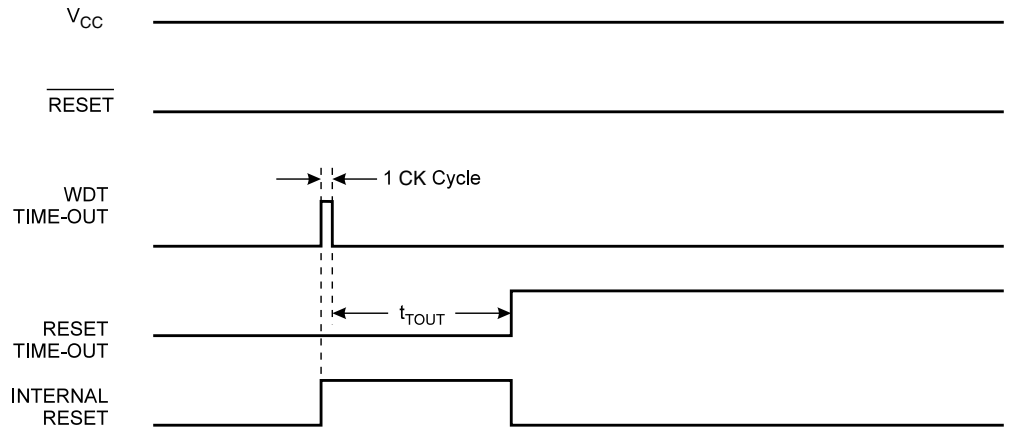 VCC
RESET
1 CK Cycle
WDT
TIME-OUT
tTOUT
RESET
TIME-OUT
INTERNAL
RESET